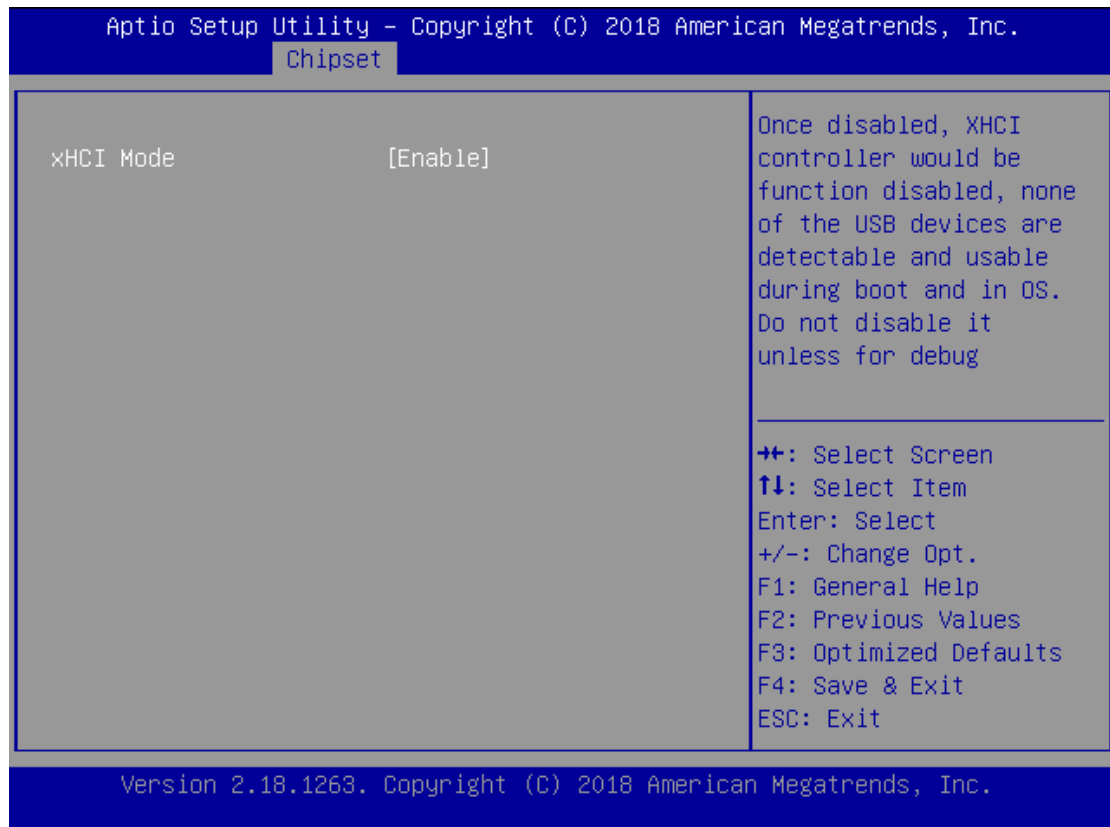 Aptio Setup Utility – Copyright (C) 2018 American Megatrends, Inc.
Chipset
xHCI Mode [Enable]
Once disabled, XHCI
controller would be
function disabled, none
of the USB devices are
detectable and usable
during boot and in OS.
Do not disable it
unless for debug
→←: Select Screen
↑↓: Select Item
Enter: Select
+/-: Change Opt.
F1: General Help
F2: Previous Values
F3: Optimized Defaults
F4: Save & Exit
ESC: Exit
Version 2.18.1263. Copyright (C) 2018 American Megatrends, Inc.